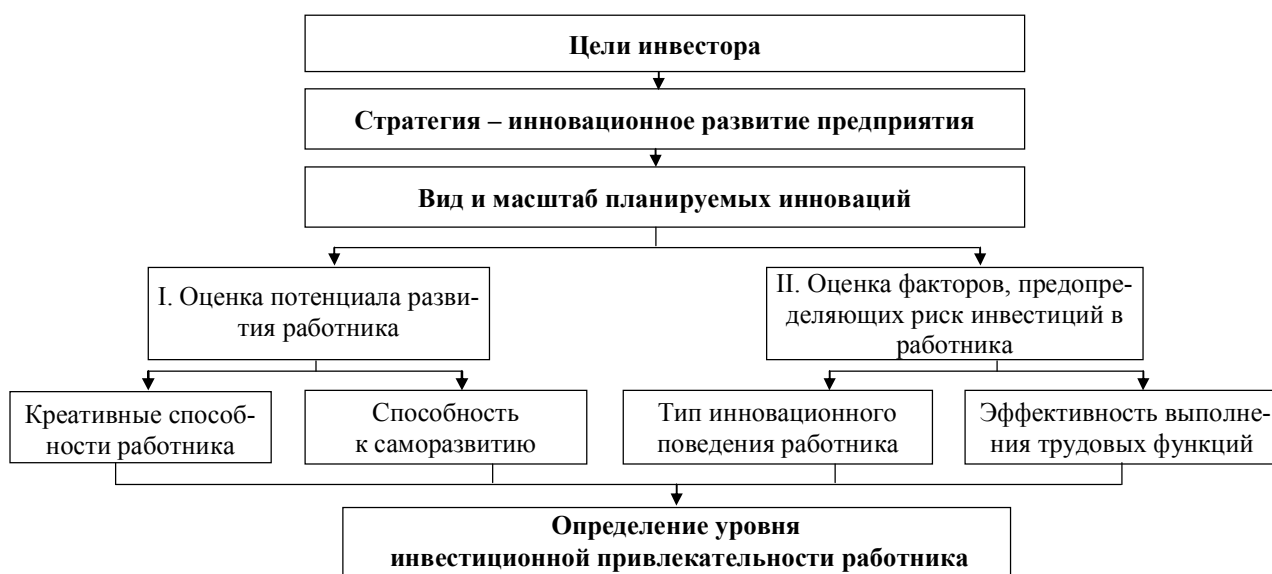 Цели инвестора
Стратегия – инновационное развитие предприятия
Вид и масштаб планируемых инноваций
I. Оценка потенциала разви-
тия работника
II. Оценка факторов, предопре-
деляющих риск инвестиций в
работника
Креативные способ-
ности работника
Способность
к саморазвитию
Тип инновационного
поведения работника
Эффективность выполне-
ния трудовых функций
Определение уровня
инвестиционной привлекательности работника